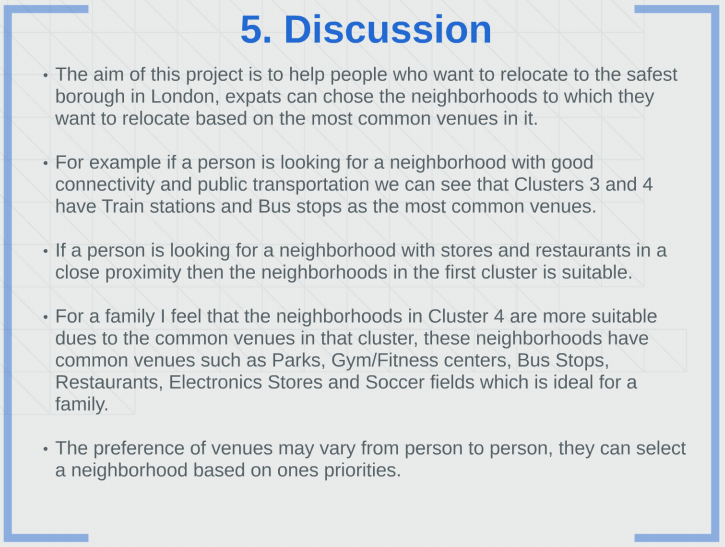 5. Discussion
• The aim of this project is to help people who want to relocate to the safest
borough in London, expats can chose the neighborhoods to which they
want to relocate based on the most common venues in it.
• For example if a person is looking for a neighborhood with good
connectivity and public transportation we can see that Clusters 3 and 4
have Train stations and Bus stops as the most common venues.
• If a person is looking for a neighborhood with stores and restaurants in a
close proximity then the neighborhoods in the first cluster is suitable.
• For a family I feel that the neighborhoods in Cluster 4 are more suitable
dues to the common venues in that cluster, these neighborhoods have
common venues such as Parks, Gym/Fitness centers, Bus Stops,
Restaurants, Electronics Stores and Soccer fields which is ideal for a
family.
• The preference of venues may vary from person to person, they can select
a neighborhood based on ones priorities.